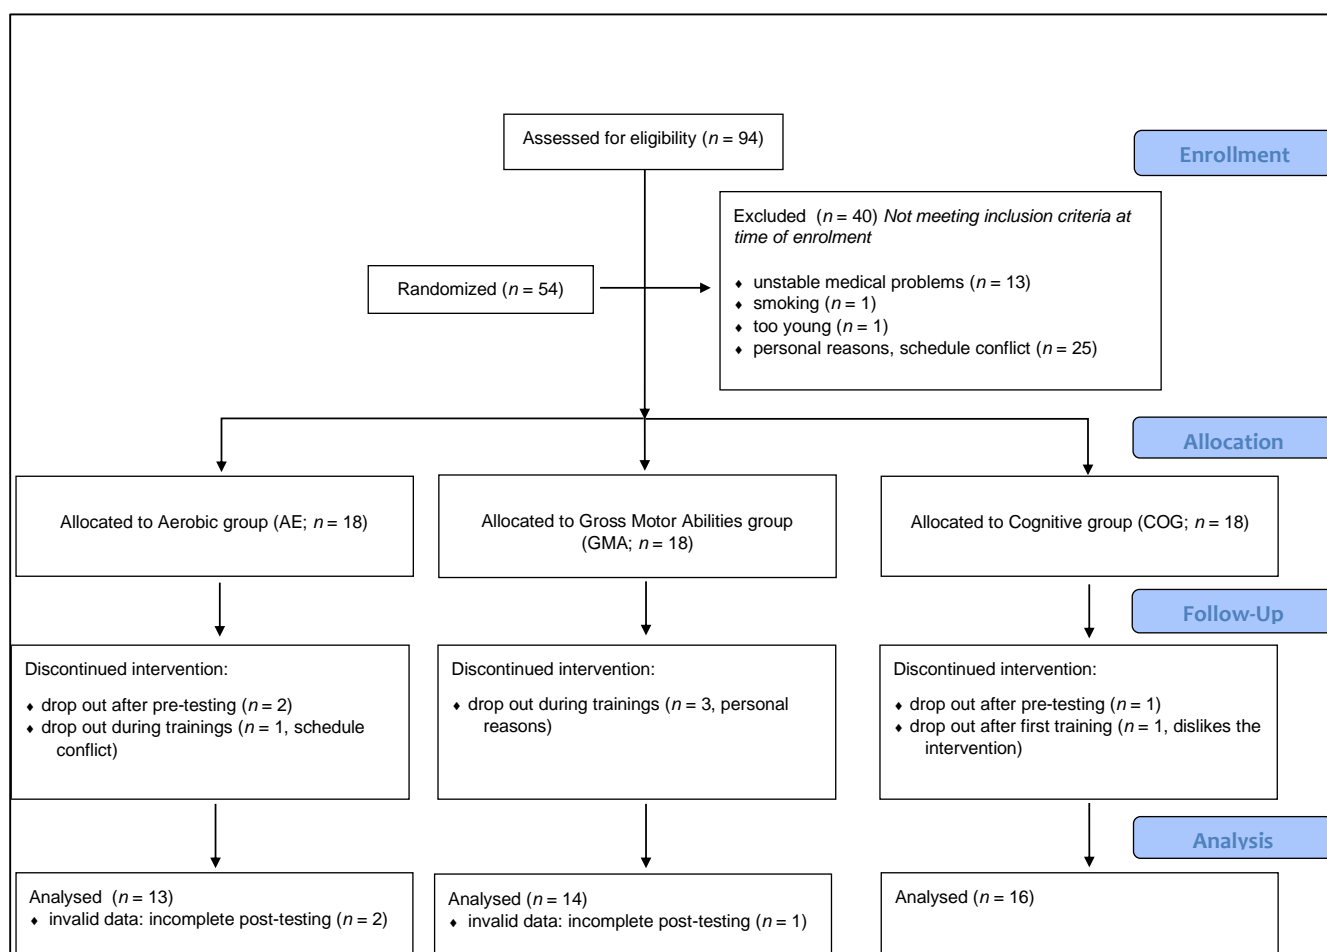 Assessed for eligibility (n = 94)
Enrollment
Excluded (n = 40) Not meeting inclusion criteria at
time of enrolment
♦ unstable medical problems (n = 13)
♦ smoking (n = 1)
♦ too young (n = 1)
♦ personal reasons, schedule conflict (n = 25)
Randomized (n = 54)
Allocation
Allocated to Aerobic group (AE; n = 18)
Allocated to Gross Motor Abilities group
(GMA; n = 18)
Allocated to Cognitive group (COG; n = 18)
Follow-Up
Discontinued intervention:
♦ drop out after pre-testing (n = 2)
♦ drop out during trainings (n = 1, schedule
conflict)
Discontinued intervention:
♦ drop out during trainings (n = 3, personal
reasons)
Discontinued intervention:
♦ drop out after pre-testing (n = 1)
♦ drop out after first training (n = 1, dislikes the
intervention)
Analysis
Analysed (n = 13)
♦ invalid data: incomplete post-testing (n = 2)
Analysed (n = 14)
♦ invalid data: incomplete post-testing (n = 1)
Analysed (n = 16)